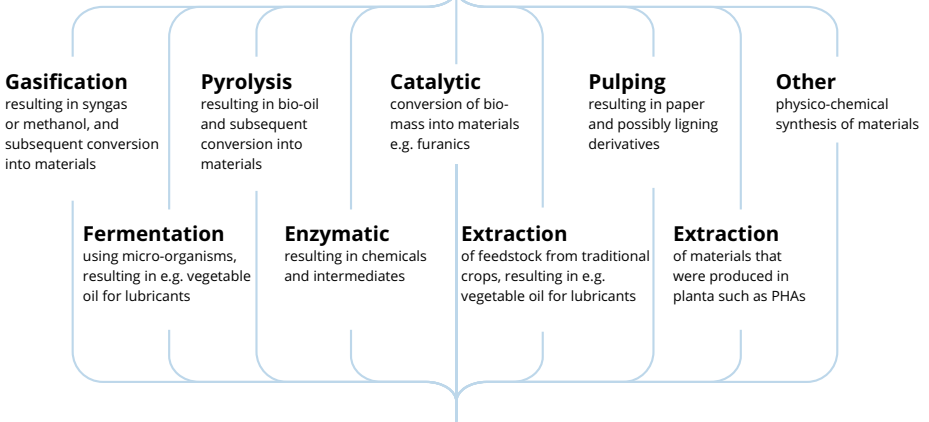 Gasification
resulting in syngas
or methanol, and
subsequent conversion
into materials
Pyrolysis
resulting in bio-oil
and subsequent
conversion into
materials
Catalytic
conversion of bio-
mass into materials
e.g. furanics
Pulping
resulting in paper
and possibly ligning
derivatives
Other
physico-chemical
synthesis of materials
Fermentation
using micro-organisms,
resulting in e.g. vegetable
oil for lubricants
Enzymatic
resulting in chemicals
and intermediates
Extraction
of feedstock from traditional
crops, resulting in e.g.
vegetable oil for lubricants
Extraction
of materials that
were produced in
planta such as PHAs